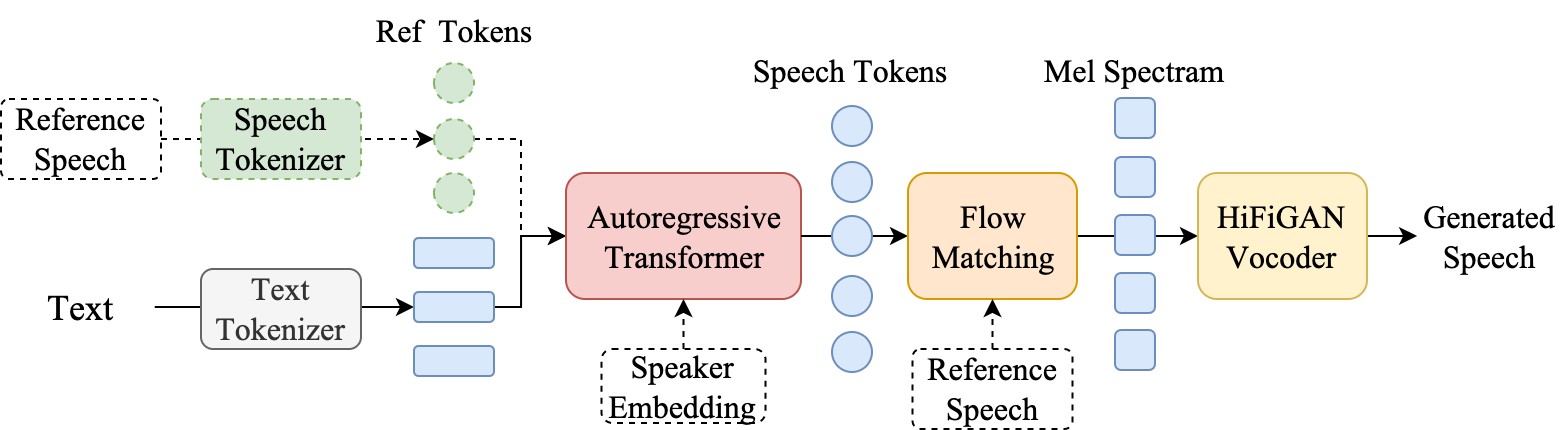 Ref Tokens
Reference
Speech
Speech
Tokenizer
Text
Text
Tokenizer
Autoregressive
Transformer
Speaker
Embedding
Speech Tokens
Flow
Matching
Reference
Speech
Mel Spectram
HiFiGAN
Vocoder
Generated
Speech